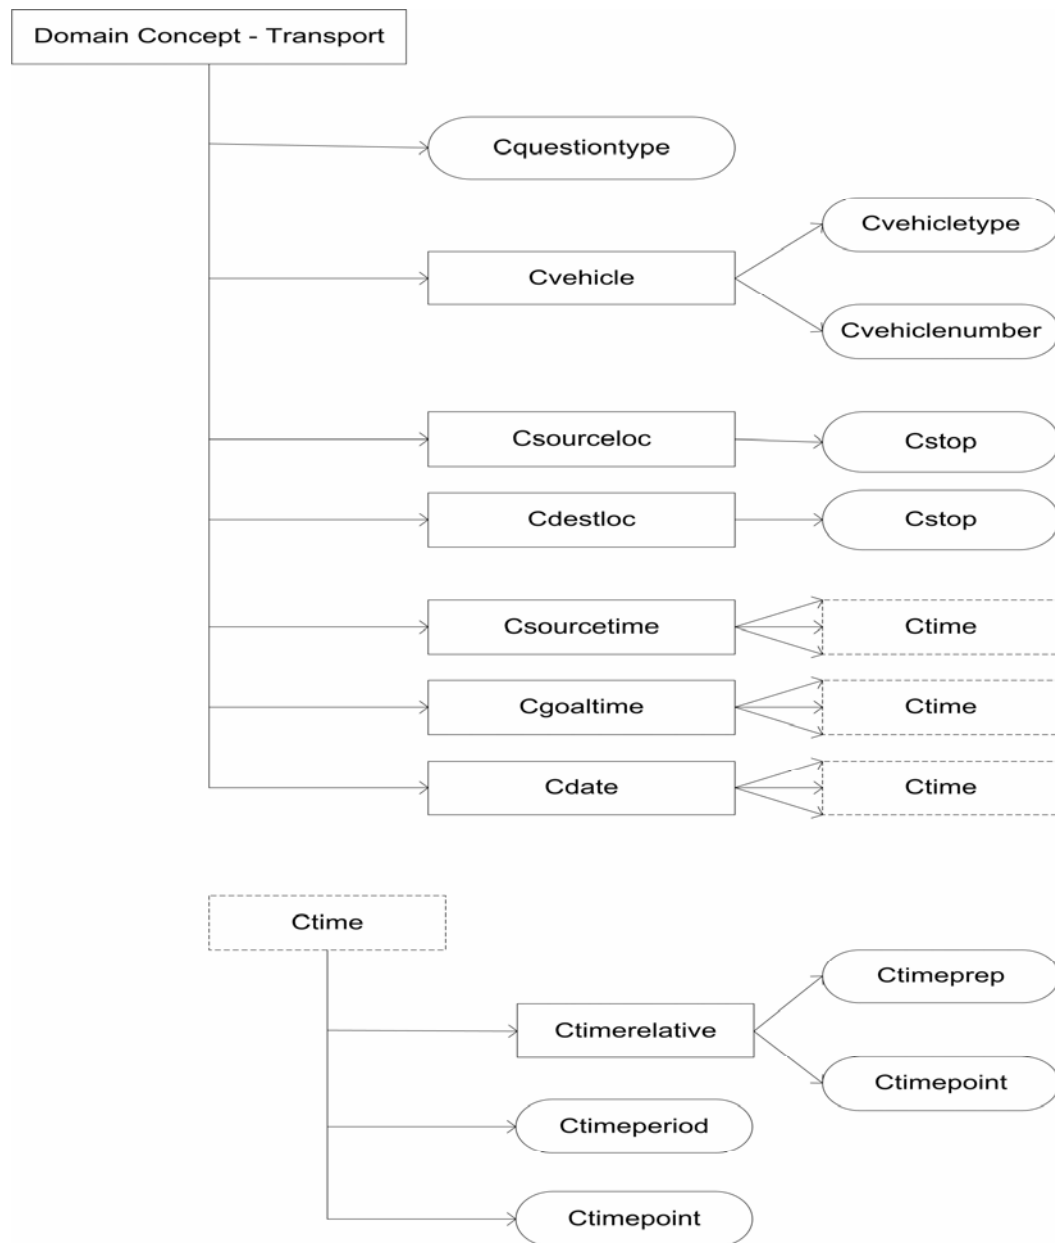 Domain Concept - Transport
Cquestiontype
Cvehicletype
Cvehicle
Cvehiclenumber
Csourceloc
Cstop
Cdestloc
Cstop
Csourcetime
Ctime
Cgoaltime
Ctime
Cdate
Ctime
Ctime
Ctimeprep
Ctimerelative
Ctimepoint
Ctimeperiod
Ctimepoint